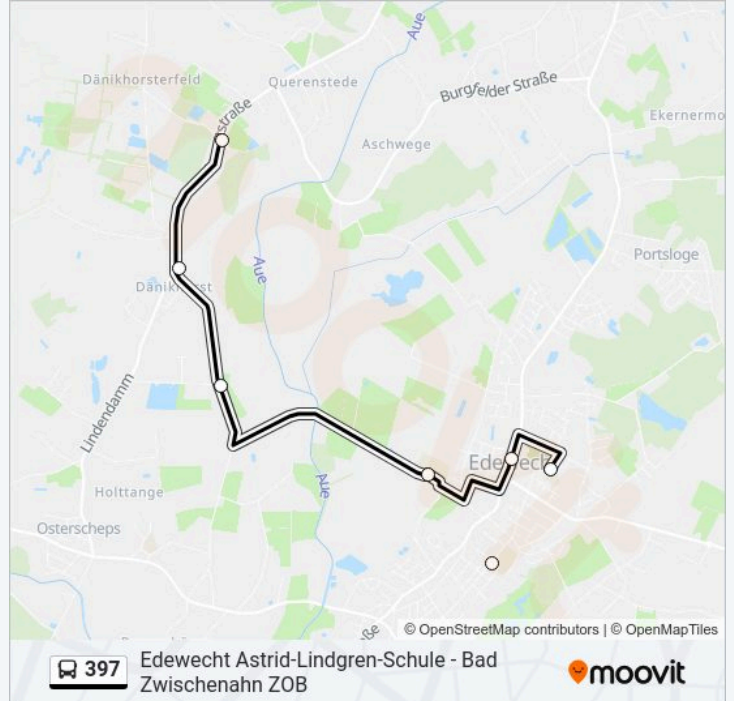 Aue
Dänikhorsterfeld
Querenstede
straße
Burgfelder Straße
Ekernermo
Aschwege
Portsloge
Aue
Lindendamm
Holttange
Aue
Osterscheps
© OpenStreetMap contributors | © OpenMapTiles
397
Edewecht Astrid-Lindgren-Schule - Bad
Zwischenahn ZOB
moovit